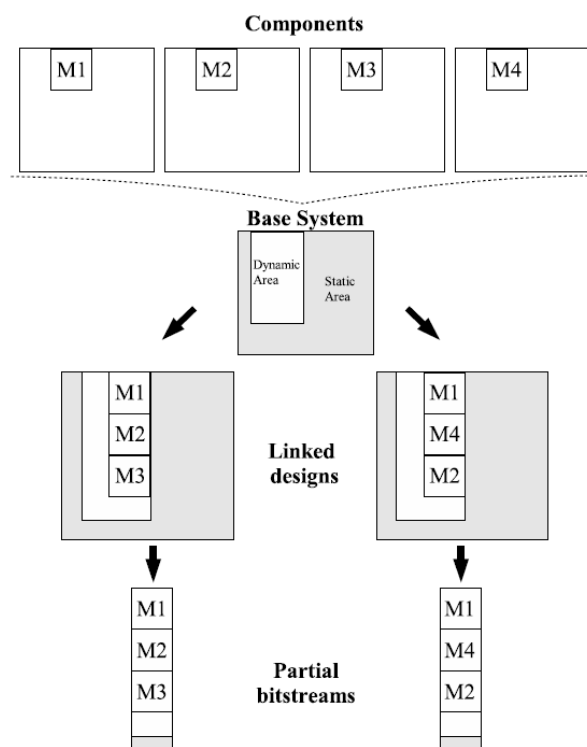 Components
M1 M2 M3 M4
Base System
Dynamic
Area
Static
Area
M1
M2
M3
Linked
designs
M1
M4
M2
M1
M2
M3
Partial
bitstreams
M1
M4
M2